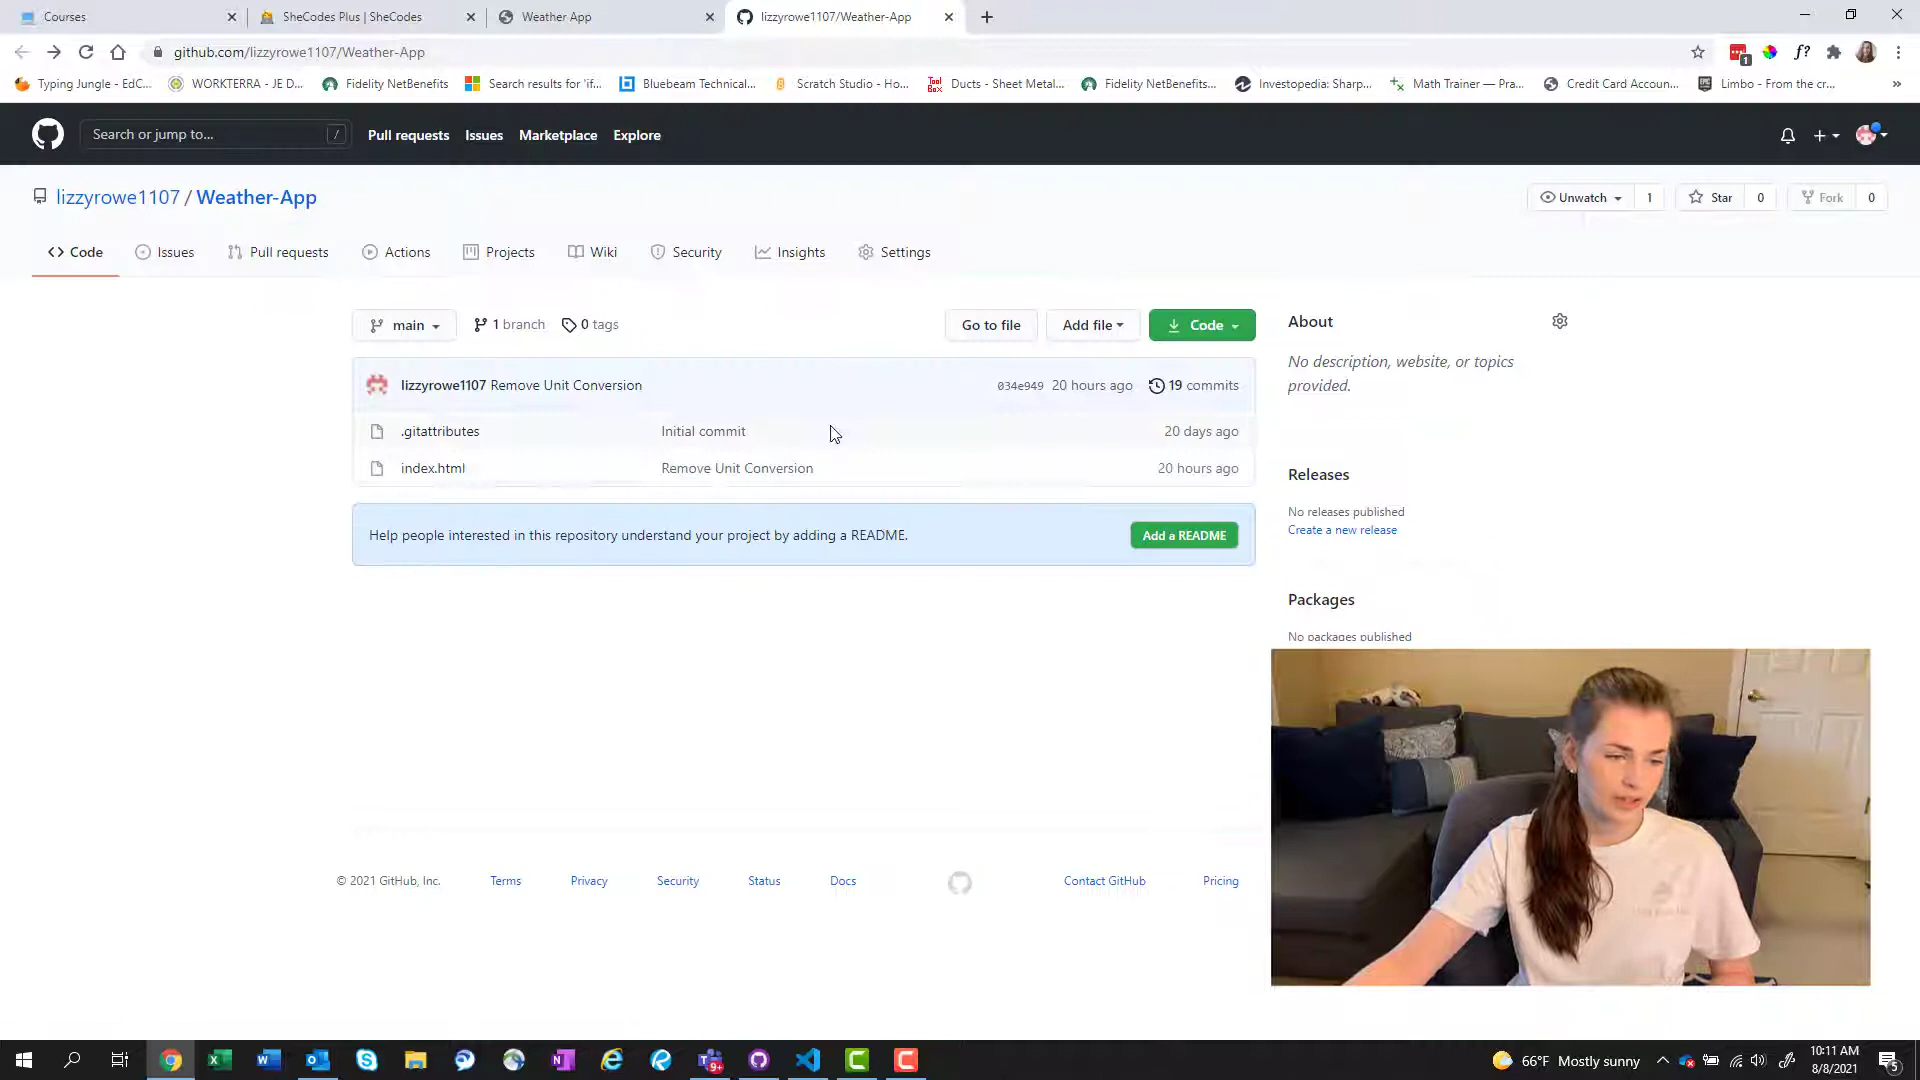 Courses
SheCodes Plus | SheCodes
Weather App
lizzyrowe1107/Weather-App
github.com/lizzyrowe1107/Weather-App
1
f?
Typing Jungle - EdC...
WORKTERRA - JE D...
Fidelity NetBenefits
Search results for 'if...
Bluebeam Technical...
Scratch Studio - Ho...
Ducts - Sheet Metal...
Fidelity NetBenefits...
Investopedia: Sharp...
Math Trainer — Pra...
Credit Card Accoun...
Limbo - From the cr...
»
Search or jump to...
/
Pull requests
Issues
Marketplace
Explore
lizzyrowe1107 / Weather-App
Unwatch 1
Star 0
Fork 0
Code
Issues
Pull requests
Actions
Projects
Wiki
Security
Insights
Settings
main
1 branch
0 tags
Go to file
Add file
Code
About
No description, website, or topics
provided.
lizzyrowe1107 Remove Unit Conversion
034e949 20 hours ago 19 commits
.gitattributes Initial commit 20 days ago
index.html Remove Unit Conversion 20 hours ago
Releases
No releases published
Create a new release
Help people interested in this repository understand your project by adding a README.
Add a README
Packages
No packages published
© 2021 GitHub, Inc.
Terms
Privacy
Security
Status
Docs
Contact GitHub
Pricing
9+
66°F Mostly sunny
10:11 AM
8/8/2021
5